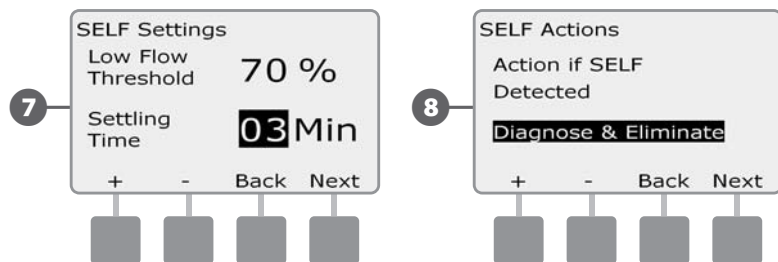 7
SELF Settings
Low Flow
Threshold
70 %
Settling
Time
03 Min
+ - Back Next
8
SELF Actions
Action if SELF
Detected
Diagnose & Eliminate
+ - Back Next